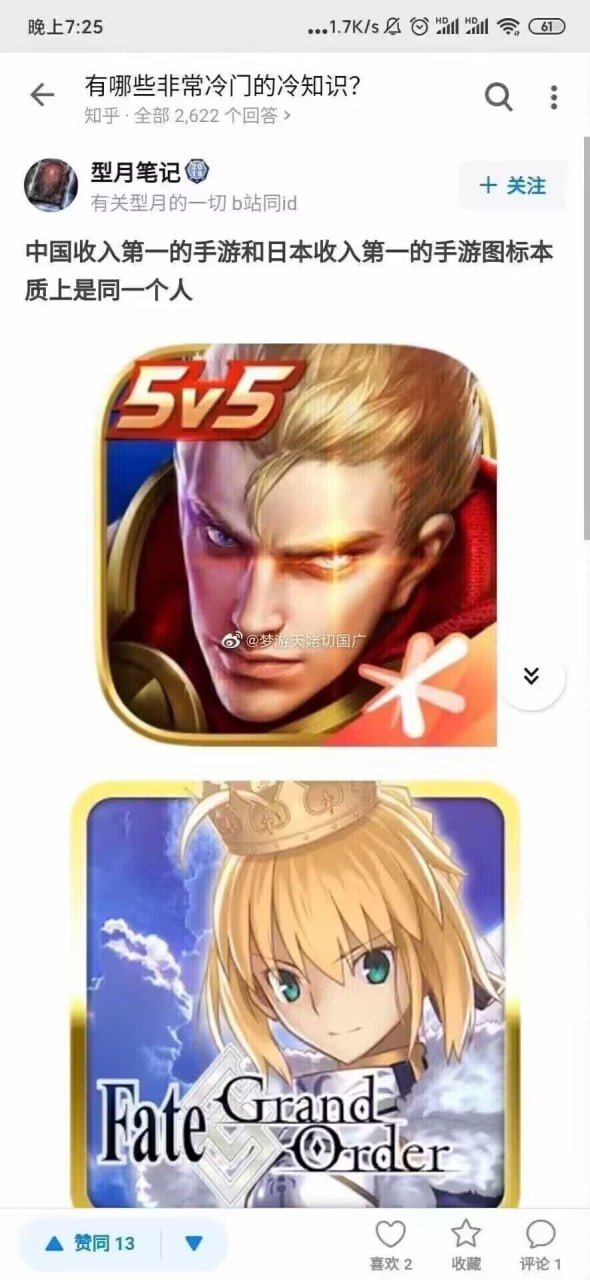 晚上7:25
...1.7K/s
HD
HD
61
有哪些非常冷门的冷知识?
知乎 · 全部 2,622 个回答 >
型月笔记
2019
有关型月的一切 b站同id
+ 关注
中国收入第一的手游和日本收入第一的手游图标本
质上是同一个人
5v5
@梦游天姥切国广
Fate
Grand
Order
赞同 13
喜欢 2
收藏
评论 1